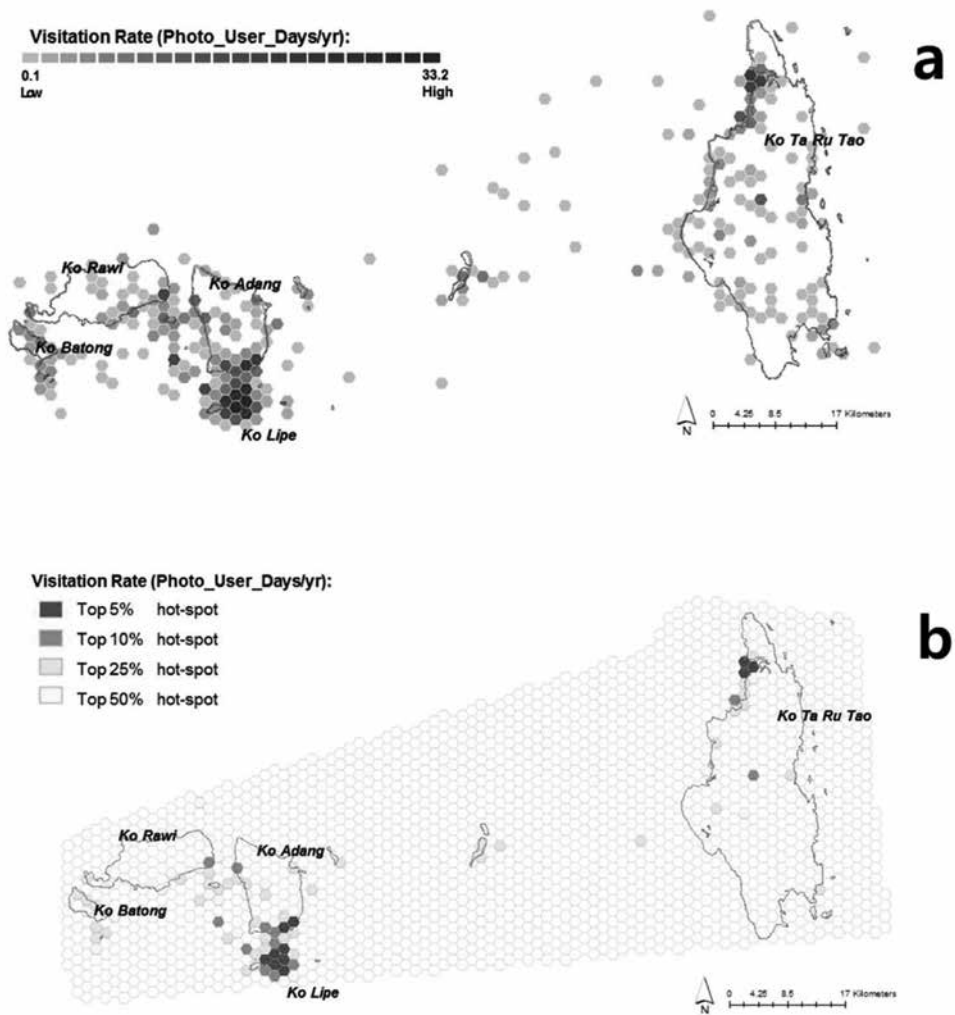 Visitation Rate (Photo_User_Days/yr):
0.1 33.2
Low High
a
Ko Ta Ru Tao
Ko Rawi
Ko Adang
Ko Batong
Ko Lipe
N
0 4.25 8.5 17 Kilometers
Visitation Rate (Photo_User_Days/yr):
Top 5% hot-spot
Top 10% hot-spot
Top 25% hot-spot
Top 50% hot-spot
b
Ko Ta Ru Tao
Ko Rawi
Ko Adang
Ko Batong
Ko Lipe
N
0 4.25 8.5 17 Kilometers